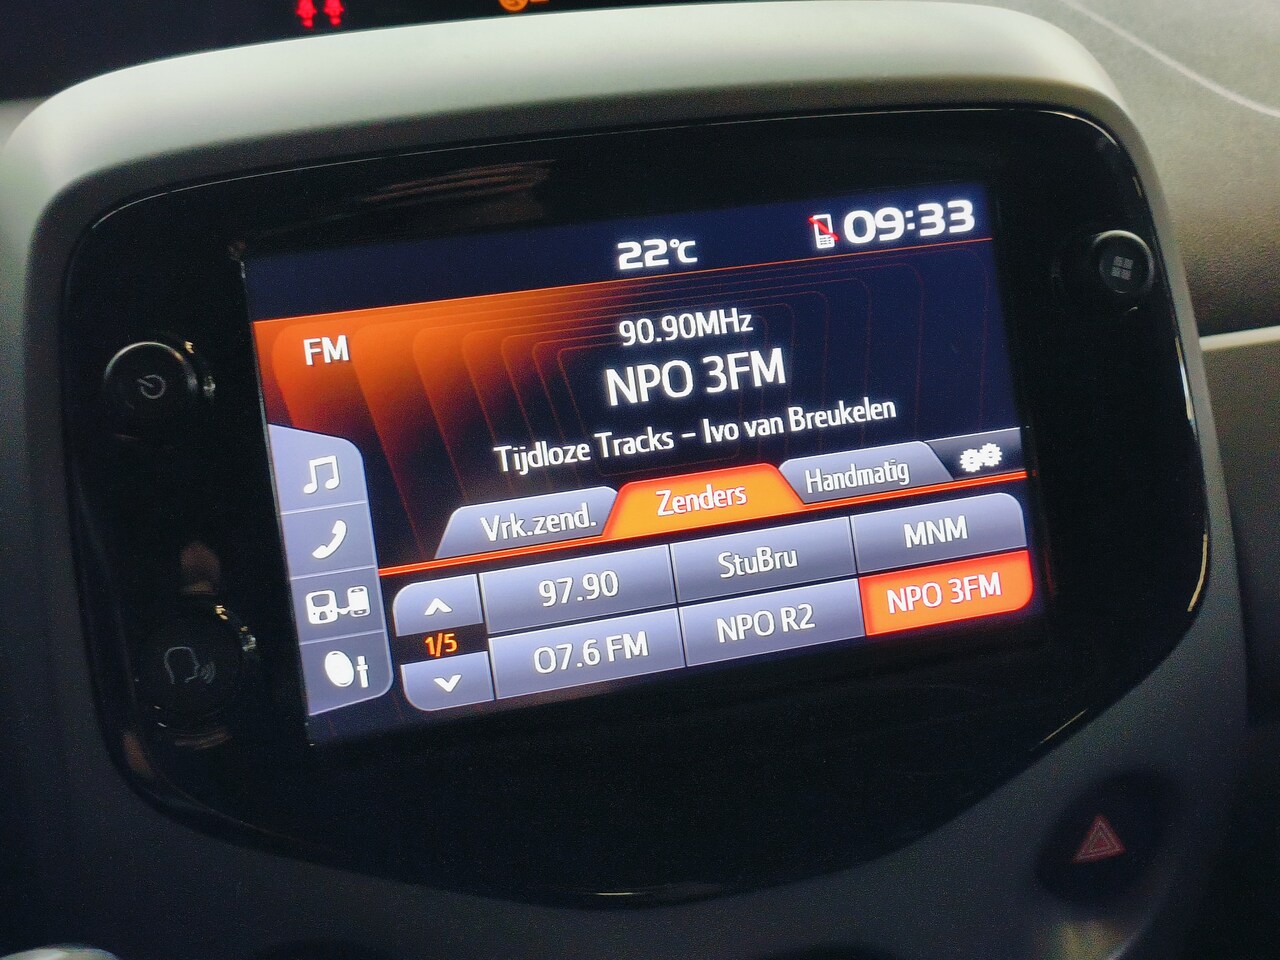 22°C
09:33
FM
90.90MHz
NPO 3FM
Tijdloze Tracks - Ivo van Breukelen
Vrk.zend.
Zenders
Handmatig
97.90
StuBru
MNM
1/5
07.6 FM
NPO R2
NPO 3FM